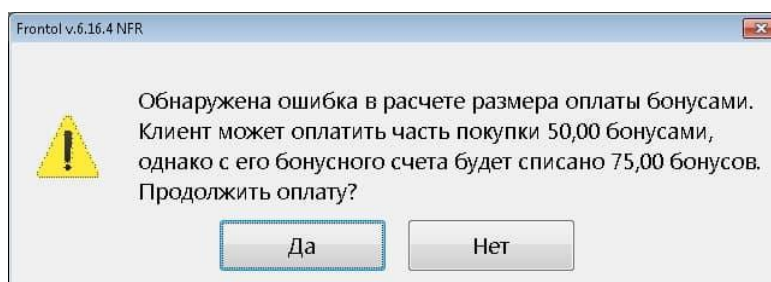 Frontol v.6.16.4 NFR
Обнаружена ошибка в расчете размера оплаты бонусами.
Клиент может оплатить часть покупки 50,00 бонусами,
однако с его бонусного счета будет списано 75,00 бонусов.
Продолжить оплату?
Да
Нет